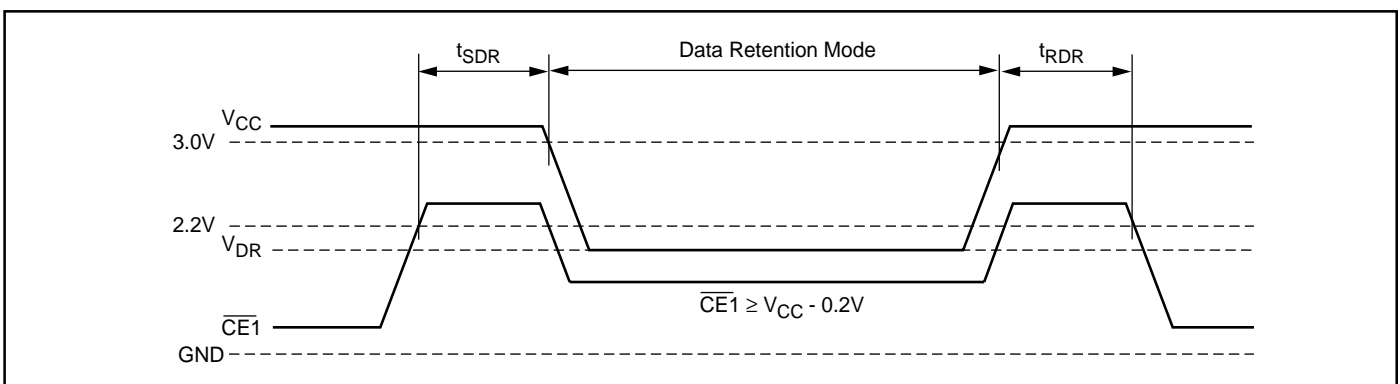 tSDR Data Retention Mode tRDR
VCC
3.0V
2.2V
VDR
CE1 ≥ VCC - 0.2V
CE1
GND